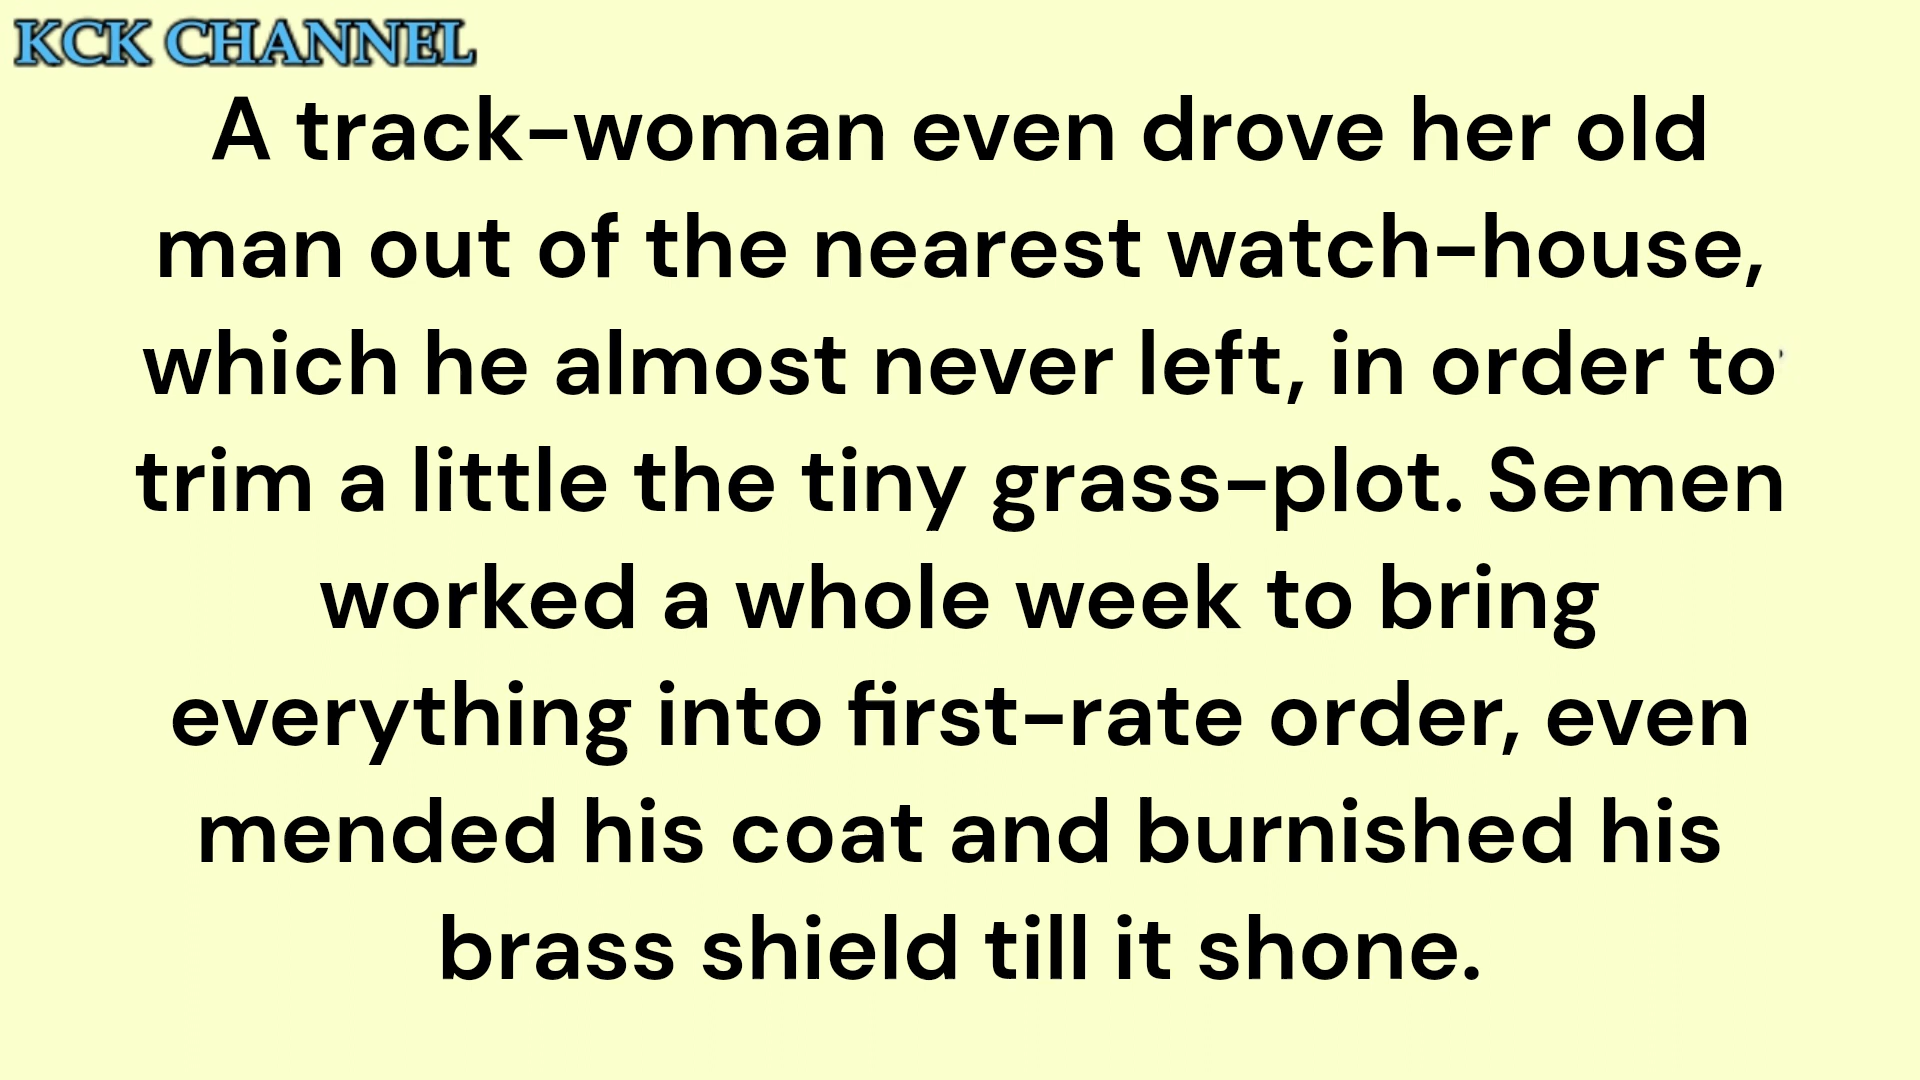 KCK CHANNEL
A track-woman even drove her old
man out of the nearest watch-house,
which he almost never left, in order to
trim a little the tiny grass-plot. Semen
worked a whole week to bring
everything into first-rate order, even
mended his coat and burnished his
brass shield till it shone.